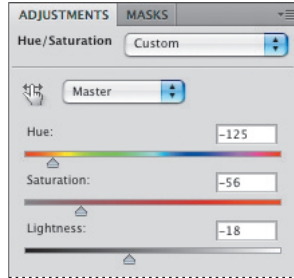 ADJUSTMENTS MASKS
Hue/Saturation Custom
Master
Hue: -125
Saturation: -56
Lightness: -18